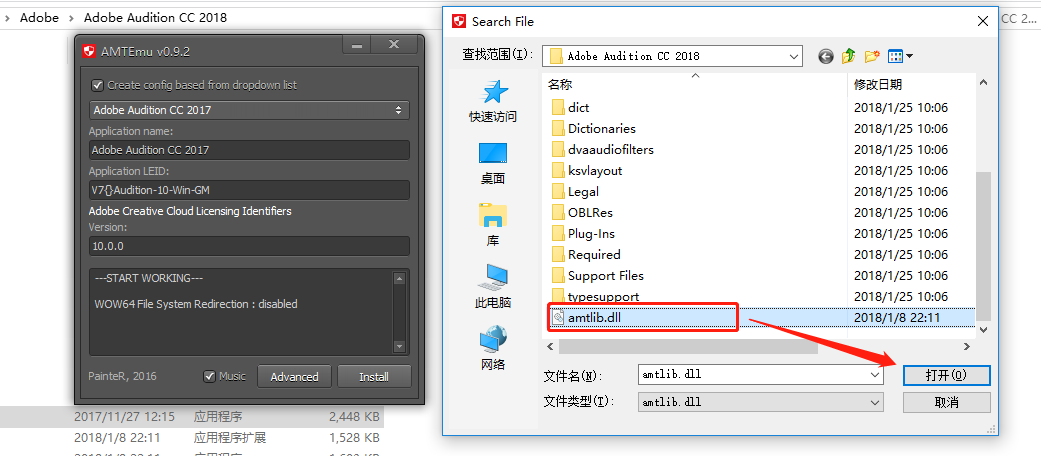 Adobe
Adobe Audition CC 2018
AMTEmu v0.9.2
Create config based from dropdown list
Adobe Audition CC 2017
Application name:
Adobe Audition CC 2017
Application LEID:
V7{}Audition-10-Win-GM
Adobe Creative Cloud Licensing Identifiers
Version:
10.0.0
---START WORKING---
WOW64 File System Redirection : disabled
PainteR, 2016
Music
Advanced
Install
2017/11/27 12:15 应用程序 2,448 KB
2018/1/8 22:11 应用程序扩展 1,528 KB
Search File
CC 2...
查找范围(I):
Adobe Audition CC 2018
快速访问
桌面
库
此电脑
网络
名称 修改日期
dict 2018/1/25 10:06
Dictionaries 2018/1/25 10:06
dvaaudiofilters 2018/1/25 10:06
ksvlayout 2018/1/25 10:06
Legal 2018/1/25 10:06
OBLRes 2018/1/25 10:06
Plug-Ins 2018/1/25 10:06
Required 2018/1/25 10:06
Support Files 2018/1/25 10:06
typesupport 2018/1/25 10:06
amtlib.dll 2018/1/8 22:11
文件名(N):
amtlib.dll
打开(O)
文件类型(T):
amtlib.dll
取消